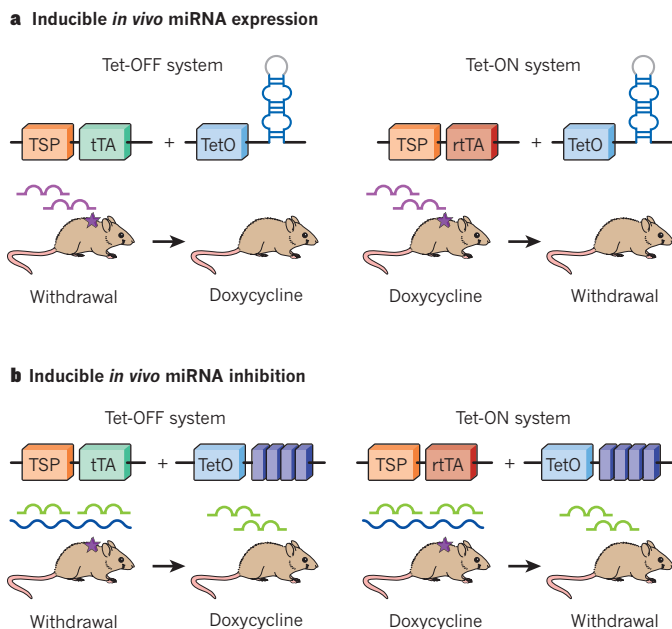 a Inducible in vivo miRNA expression
Tet-OFF system
Tet-ON system
TSP tTA + TetO
TSP rtTA + TetO
Withdrawal
Doxycycline
Doxycycline
Withdrawal
b Inducible in vivo miRNA inhibition
Tet-OFF system
Tet-ON system
TSP tTA + TetO
TSP rtTA + TetO
Withdrawal
Doxycycline
Doxycycline
Withdrawal